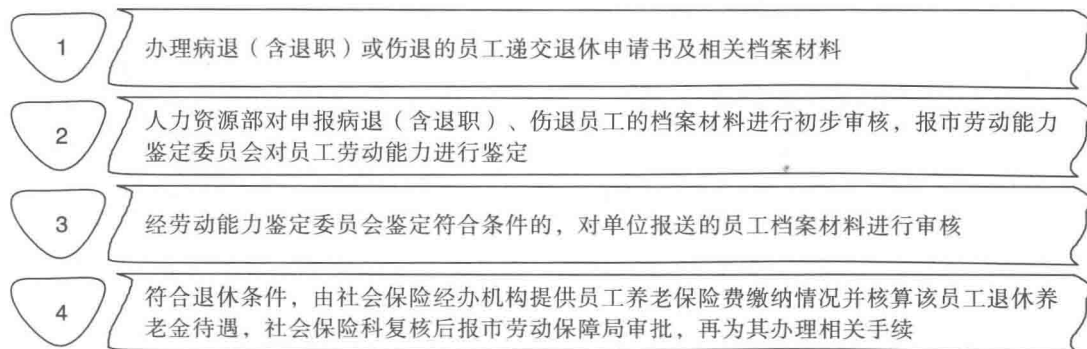 1
办理病退（含退职）或伤退的员工递交退休申请书及相关档案材料
2
人力资源部对申报病退（含退职）、伤退员工的档案材料进行初步审核，报市劳动能力
鉴定委员会对员工劳动能力进行鉴定
3
经劳动能力鉴定委员会鉴定符合条件的，对单位报送的员工档案材料进行审核
4
符合退休条件，由社会保险经办机构提供员工养老保险费缴纳情况并核算该员工退休养
老金待遇，社会保险科复核后报市劳动保障局审批，再为其办理相关手续